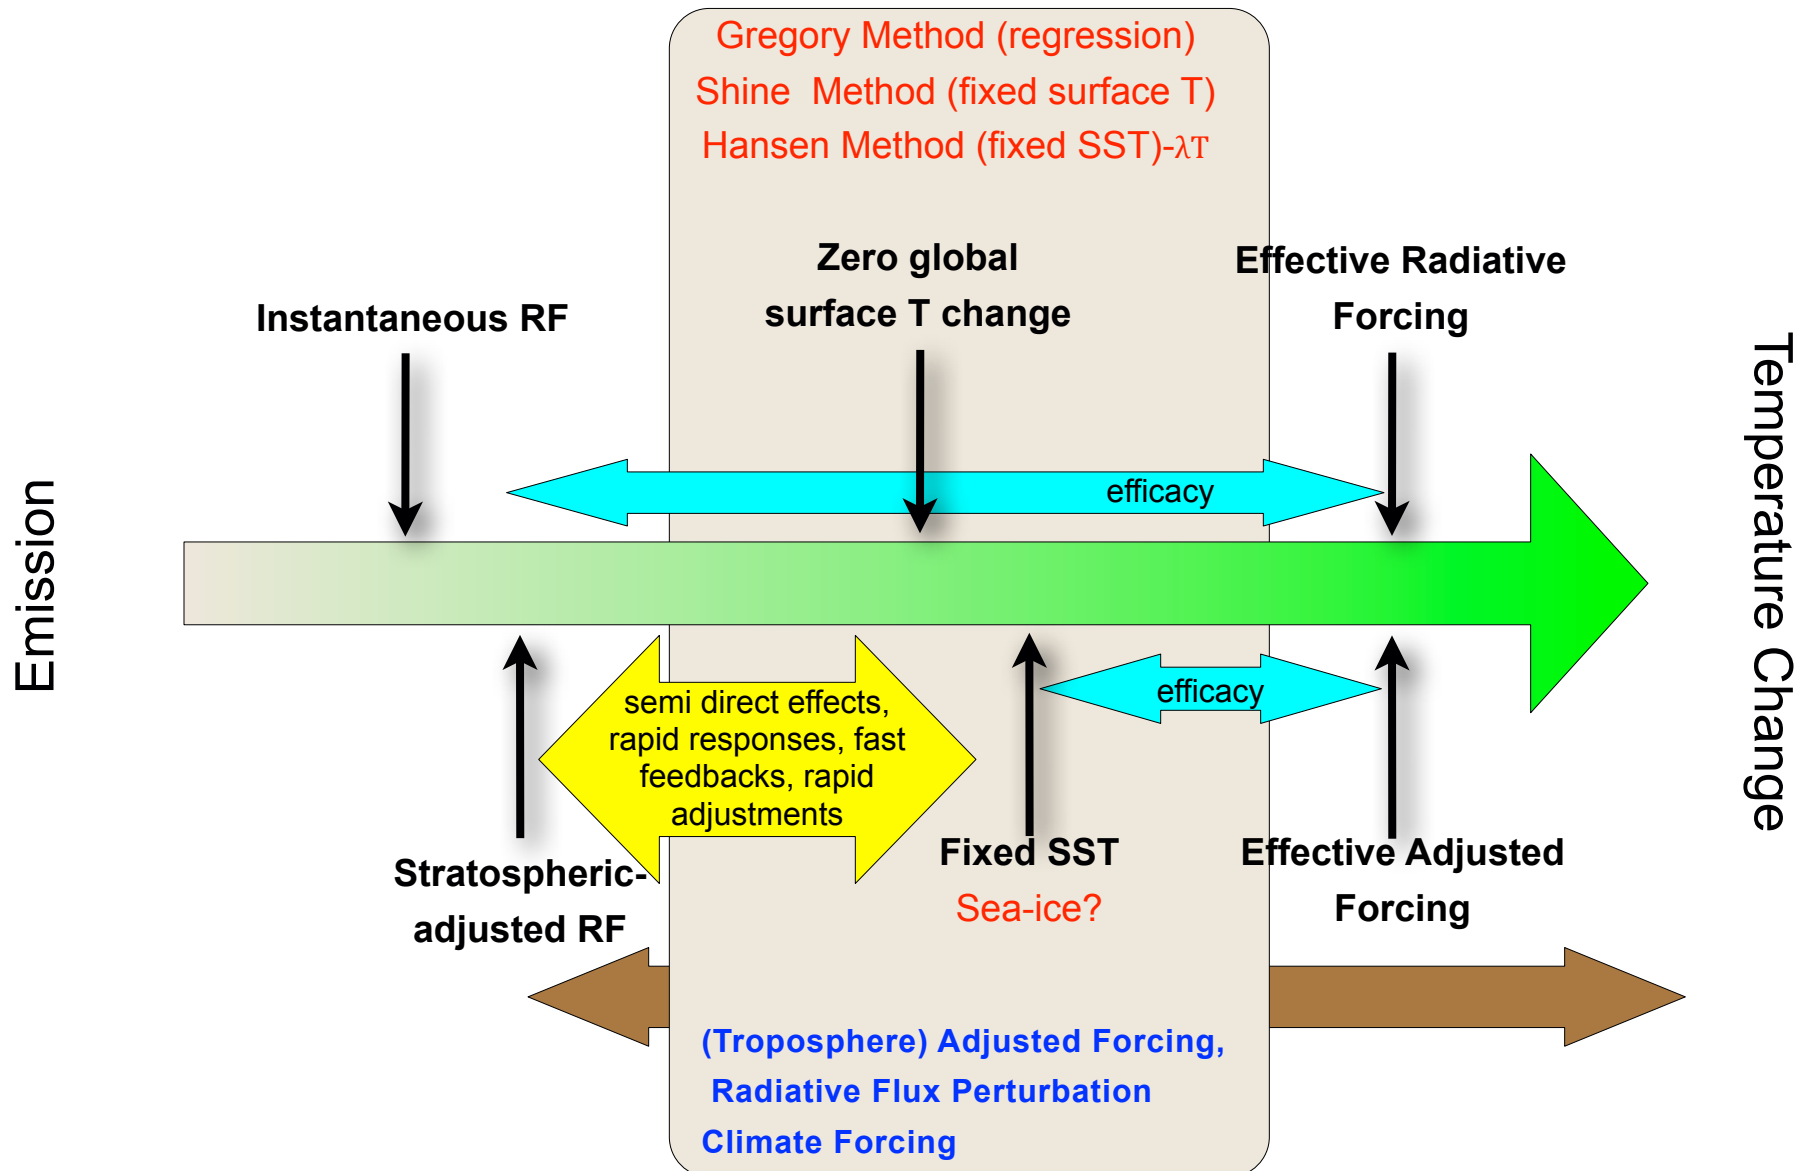 Gregory Method (regression)
Shine Method (fixed surface T)
Hansen Method (fixed SST)-λT
Zero global
surface T change
Effective Radiative
Forcing
Instantaneous RF
efficacy
Emission
Temperature Change
semi direct effects,
rapid responses, fast
feedbacks, rapid
adjustments
efficacy
Stratospheric-
adjusted RF
Fixed SST
Sea-ice?
Effective Adjusted
Forcing
(Troposphere) Adjusted Forcing,
Radiative Flux Perturbation
Climate Forcing